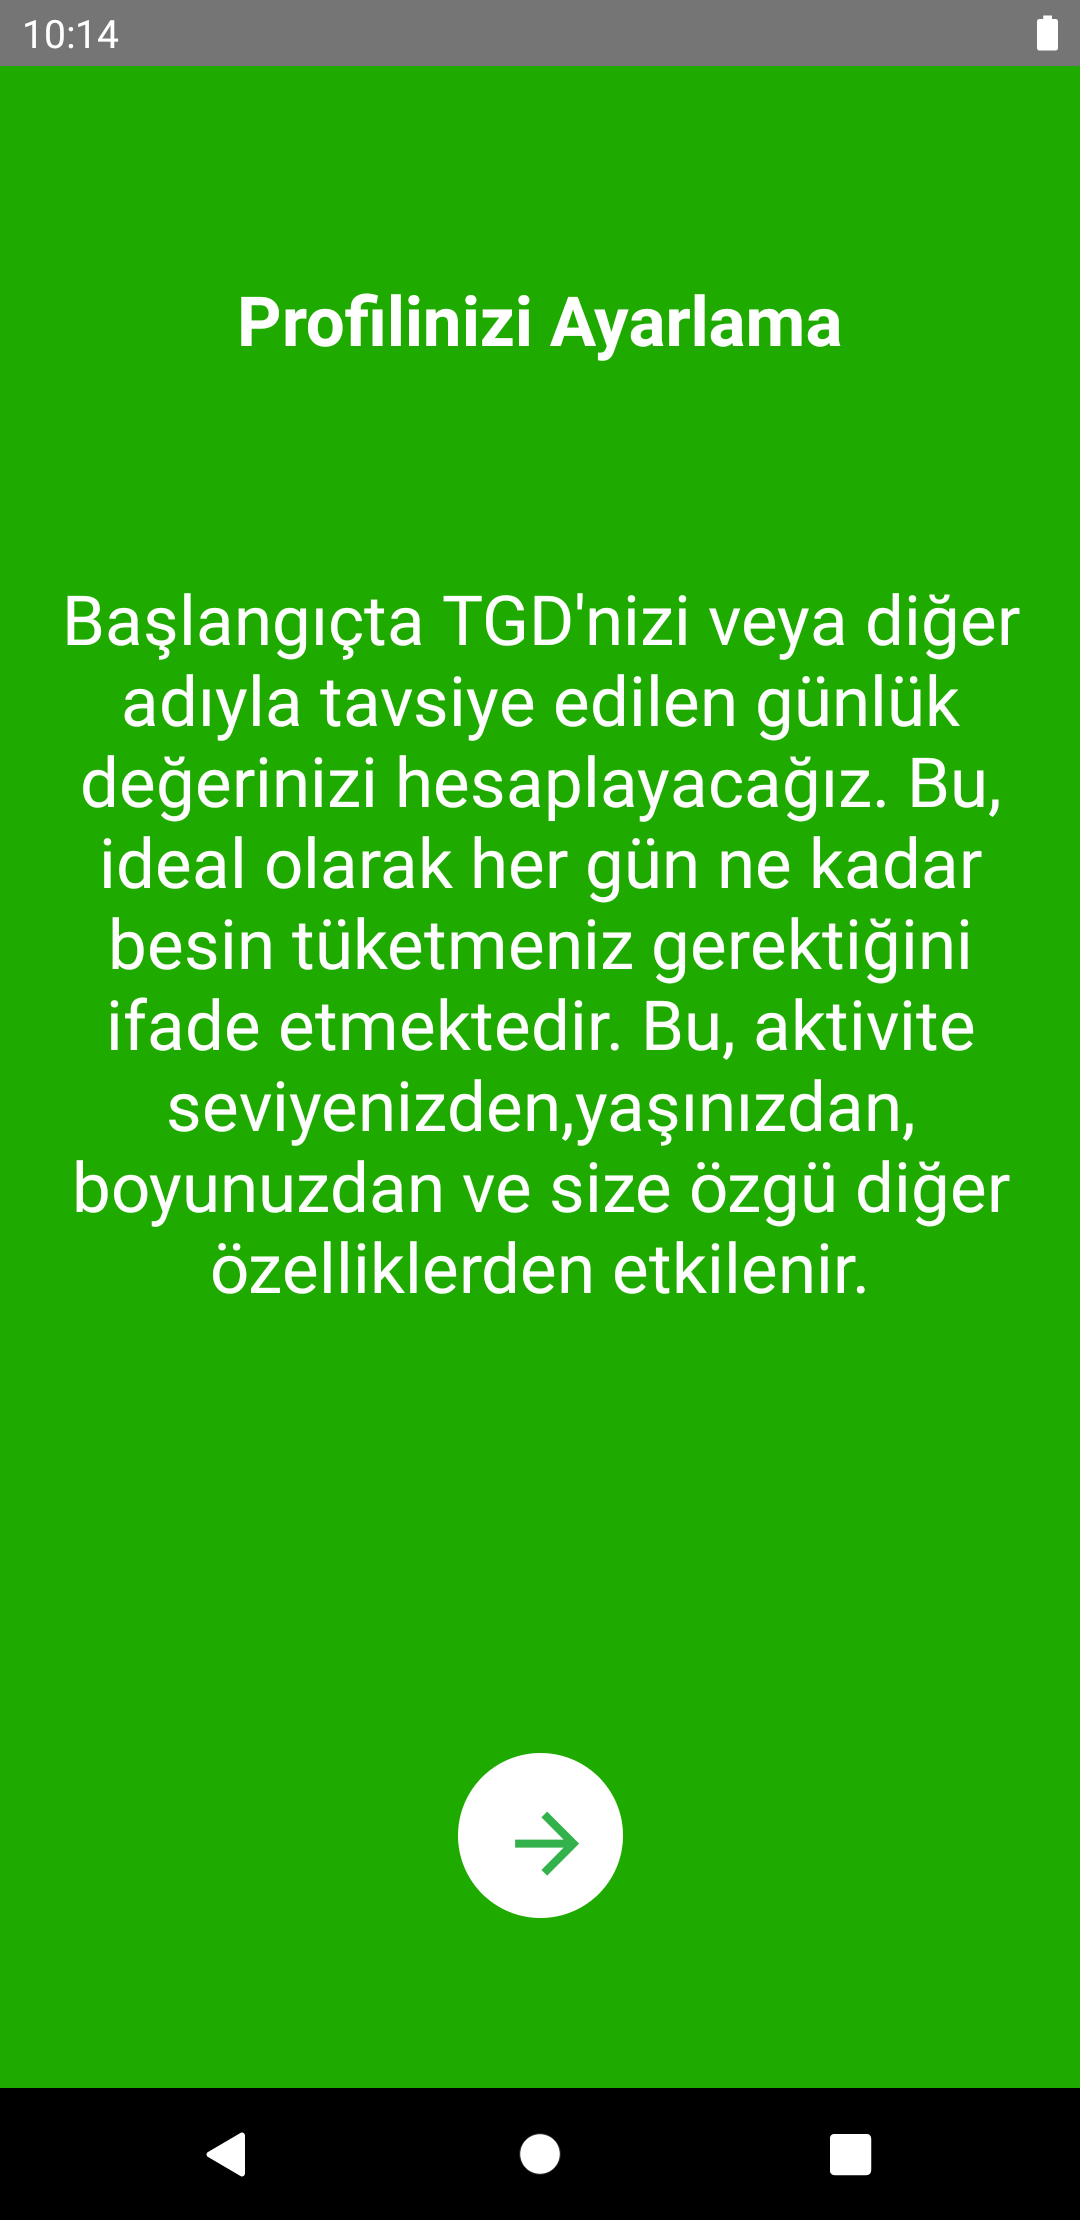 10:14
Profilinizi Ayarlama
Başlangıçta TGD'nizi veya diğer
adıyla tavsiye edilen günlük
değerinizi hesaplayacağız. Bu,
ideal olarak her gün ne kadar
besin tüketmeniz gerektiğini
ifade etmektedir. Bu, aktivite
seviyenizden,yaşınızdan,
boyunuzdan ve size özgü diğer
özelliklerden etkilenir.